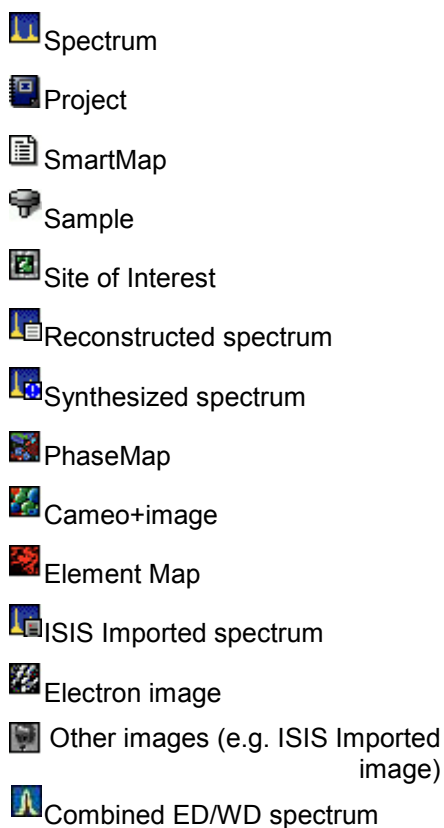 Spectrum
Project
SmartMap
Sample
Site of Interest
Reconstructed spectrum
Synthesized spectrum
PhaseMap
Cameo+image
Element Map
ISIS Imported spectrum
Electron image
Other images (e.g. ISIS Imported
image)
Combined ED/WD spectrum